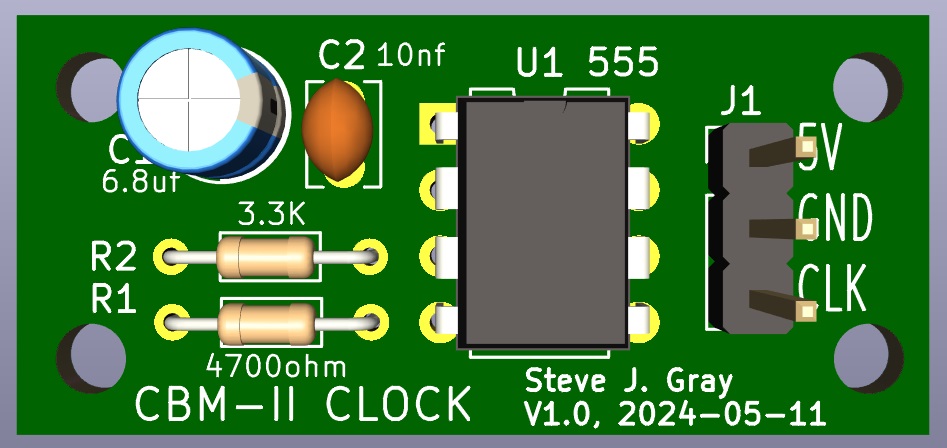 C2 10nf
U1 555
J1
C1
6.8uf
5V
GND
CLK
3.3K
R2
R1
4700ohm
CBM-II CLOCK
Steve J. Gray
V1.0, 2024-05-11